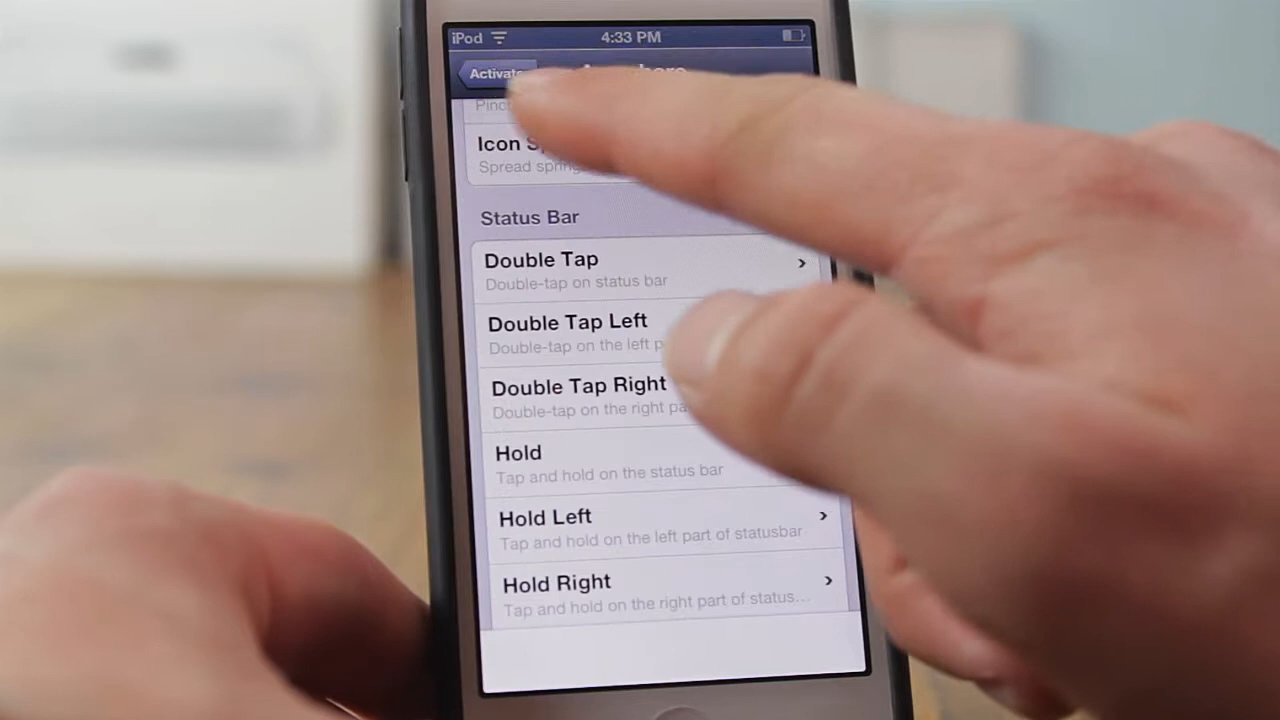 iPod 4:33 PM
Activat
Icon
Spread
Status Bar
Double Tap
Double-tap on status bar
Double Tap Left
Double-tap on the left
Double Tap Right
Double-tap on the right
Hold
Tap and hold on the status bar
Hold Left
Tap and hold on the left part of statusbar
Hold Right
Tap and hold on the right part of status...